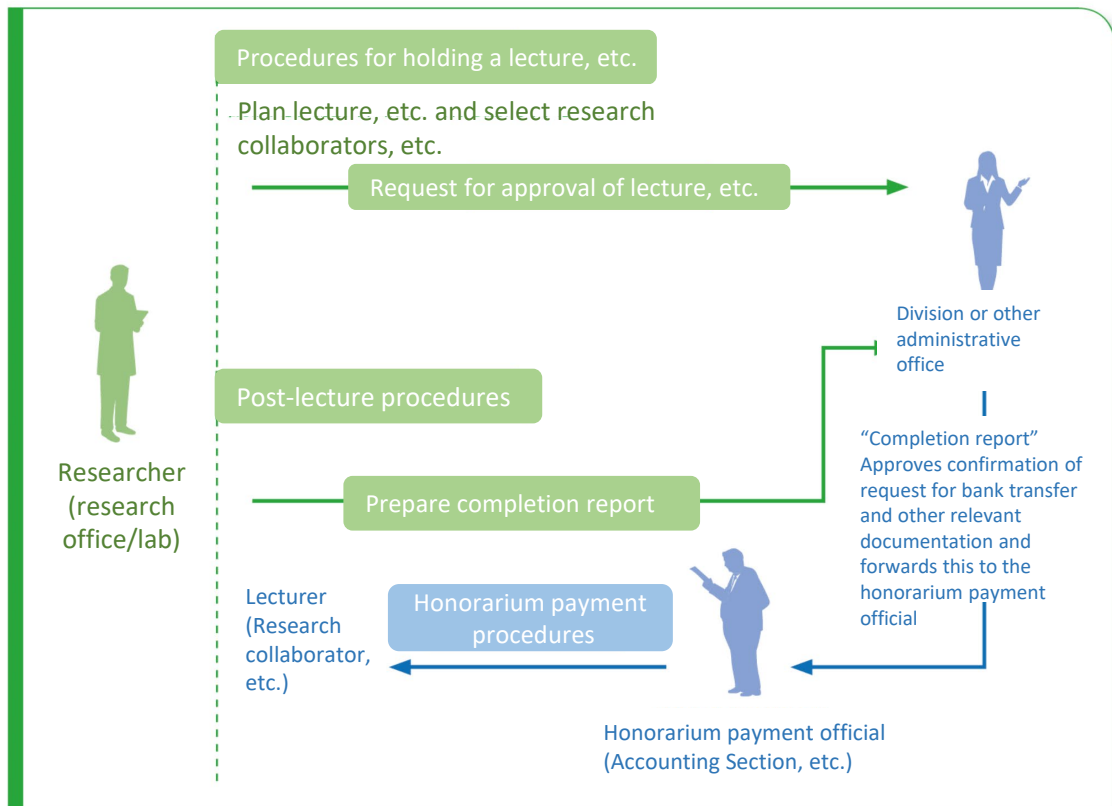 Procedures for holding a lecture, etc.
Plan lecture, etc. and select research
collaborators, etc.
Request for approval of lecture, etc.
Division or other
administrative
office
Post-lecture procedures
Researcher
(research
office/lab)
Prepare completion report
“Completion report”
Approves confirmation of
request for bank transfer
and other relevant
documentation and
forwards this to the
honorarium payment
official
Lecturer
(Research
collaborator,
etc.)
Honorarium payment
procedures
Honorarium payment official
(Accounting Section, etc.)